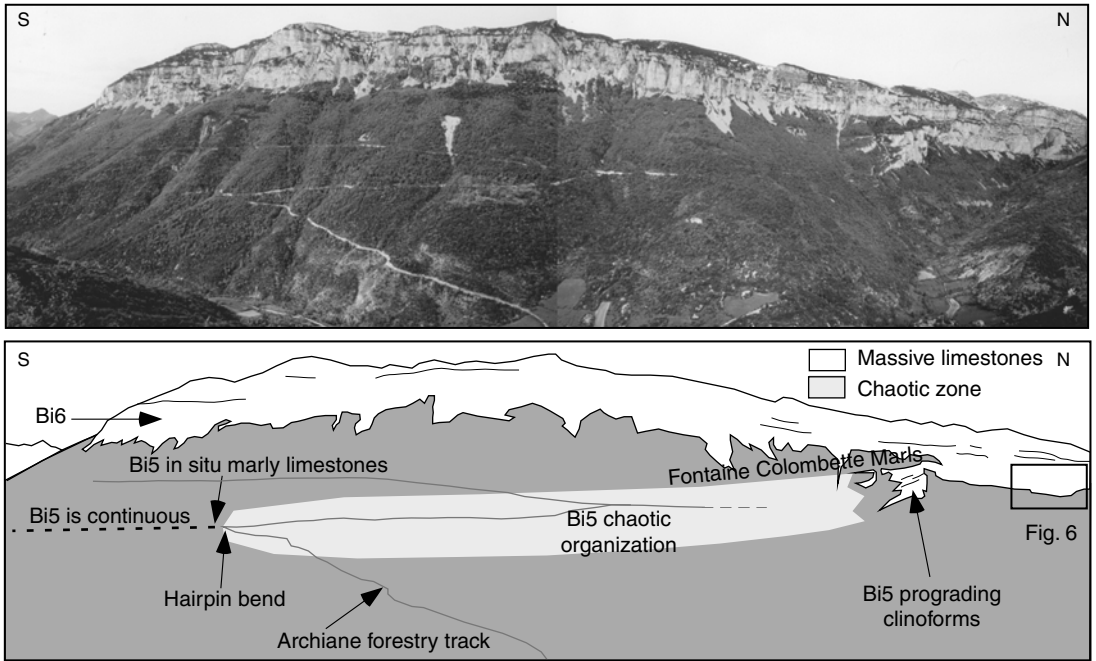 S
N
S
Massive limestones
N
Chaotic zone
Bi6
Bi5 in situ marly limestones
Fontaine Colombette Marls
Bi5 is continuous
Bi5 chaotic
organization
Fig. 6
Hairpin bend
Bi5 prograding
clinoforms
Archiane forestry track